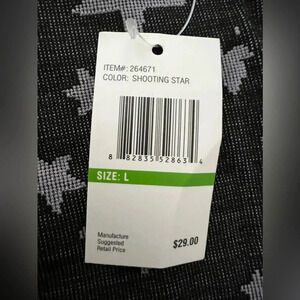 ITEM#: 264671
COLOR: SHOOTING STAR
8 82835 52863 4
SIZE: L
Manufacture
Suggested
Retail Price
$29.00